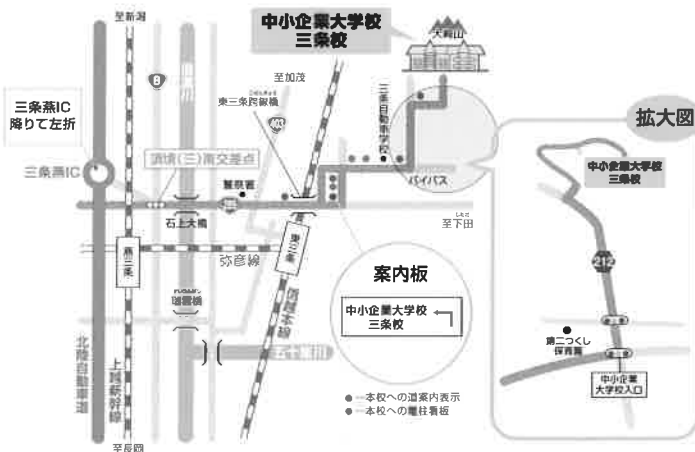 至新潟
中小企業大学校
三条校
大崎山
8
至加茂
東三条跨線橋
403
三条自動車学校
三条燕IC
降りて左折
拡大図
中小企業大学校
三条校
三条燕IC
須頃(三)南交差点
警察署
バイパス
石上大橋
至下田
燕三条
弥彦線
東三条
案内板
212
中小企業大学校
三条校
信越本線
第二つくし
保育園
五十嵐川
中小企業
大学校入口
北陸自動車道
上越新幹線
●―本校への道案内表示
●―本校への電柱看板
至長岡